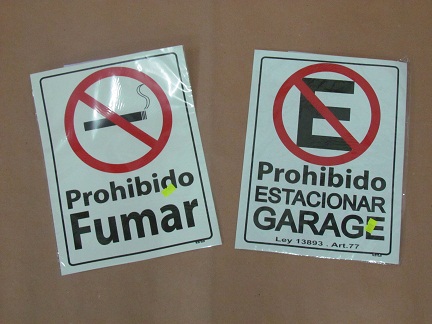 Prohibido
Fumar
E
Prohibido
ESTACIONAR
GARAGE
Ley 13893 . Art.77